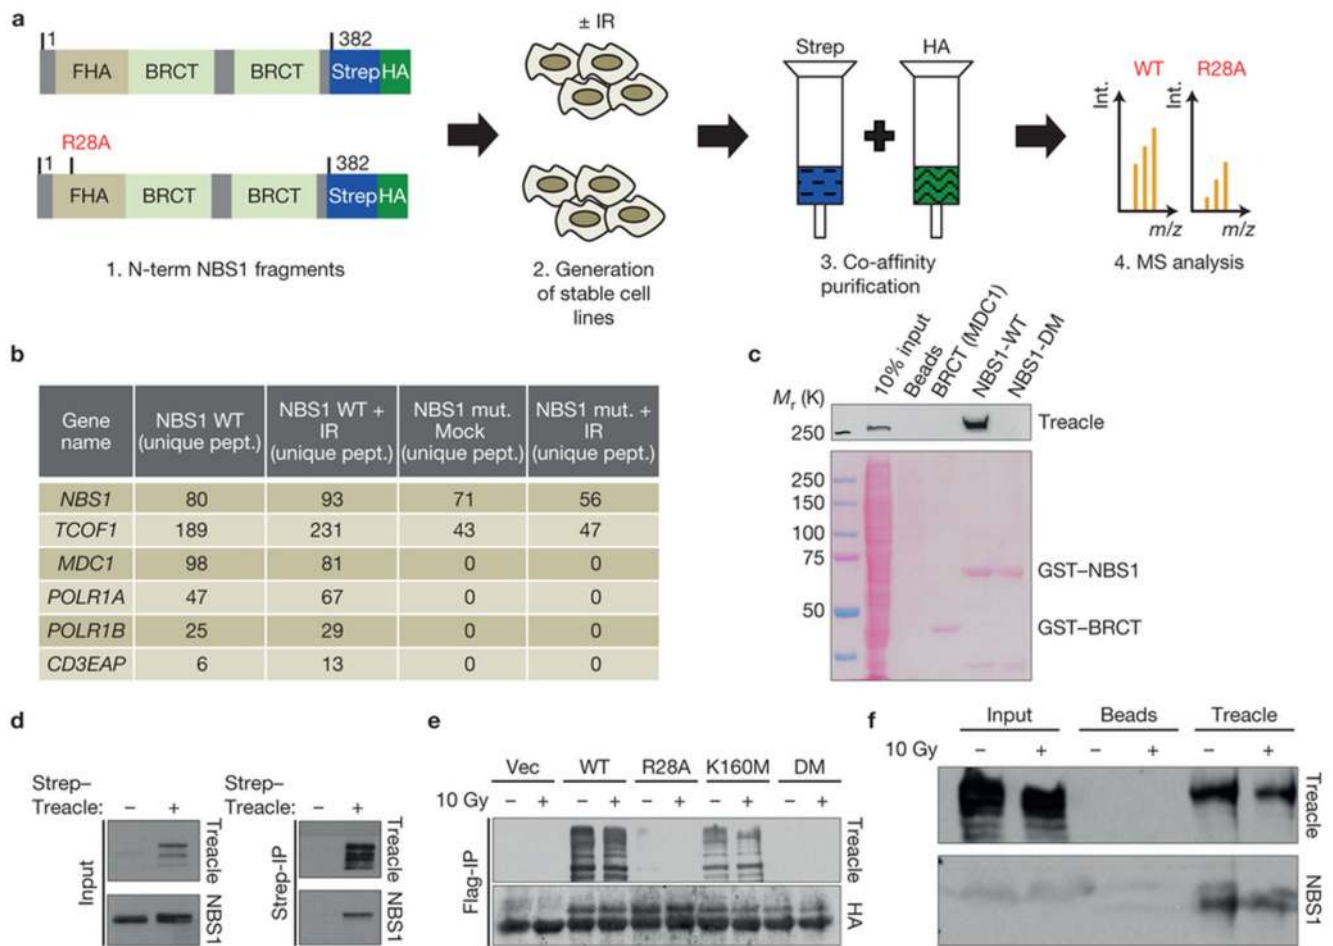 a
1
382
FHA
BRCT
BRCT
Strep
HA
R28A
1
382
FHA
BRCT
BRCT
Strep
HA
1. N-term NBS1 fragments
± IR
2. Generation
of stable cell
lines
Strep
HA
3. Co-affinity
purification
WT
R28A
Int.
Int.
m/z
m/z
4. MS analysis
b
Gene
name
NBS1 WT
(unique pept.)
NBS1 WT +
IR
(unique pept.)
NBS1 mut.
Mock
(unique pept.)
NBS1 mut. +
IR
(unique pept.)
NBS1 80 93 71 56
TCOF1 189 231 43 47
MDC1 98 81 0 0
POLR1A 47 67 0 0
POLR1B 25 29 0 0
CD3EAP 6 13 0 0
c
10% input
Beads
BRCT (MDC1)
NBS1-WT
NBS1-DM
Mr (K)
250
Treacle
250
150
100
75
50
GST–NBS1
GST–BRCT
d
Strep–
Treacle: – +
Input
Treacle
NBS1
Strep–
Treacle: – +
Strep-IP
Treacle
NBS1
e
Vec WT R28A K160M DM
10 Gy – + – + – + – + – +
Flag-IP
Treacle
HA
f
Input Beads Treacle
10 Gy – + – + – +
Treacle
NBS1